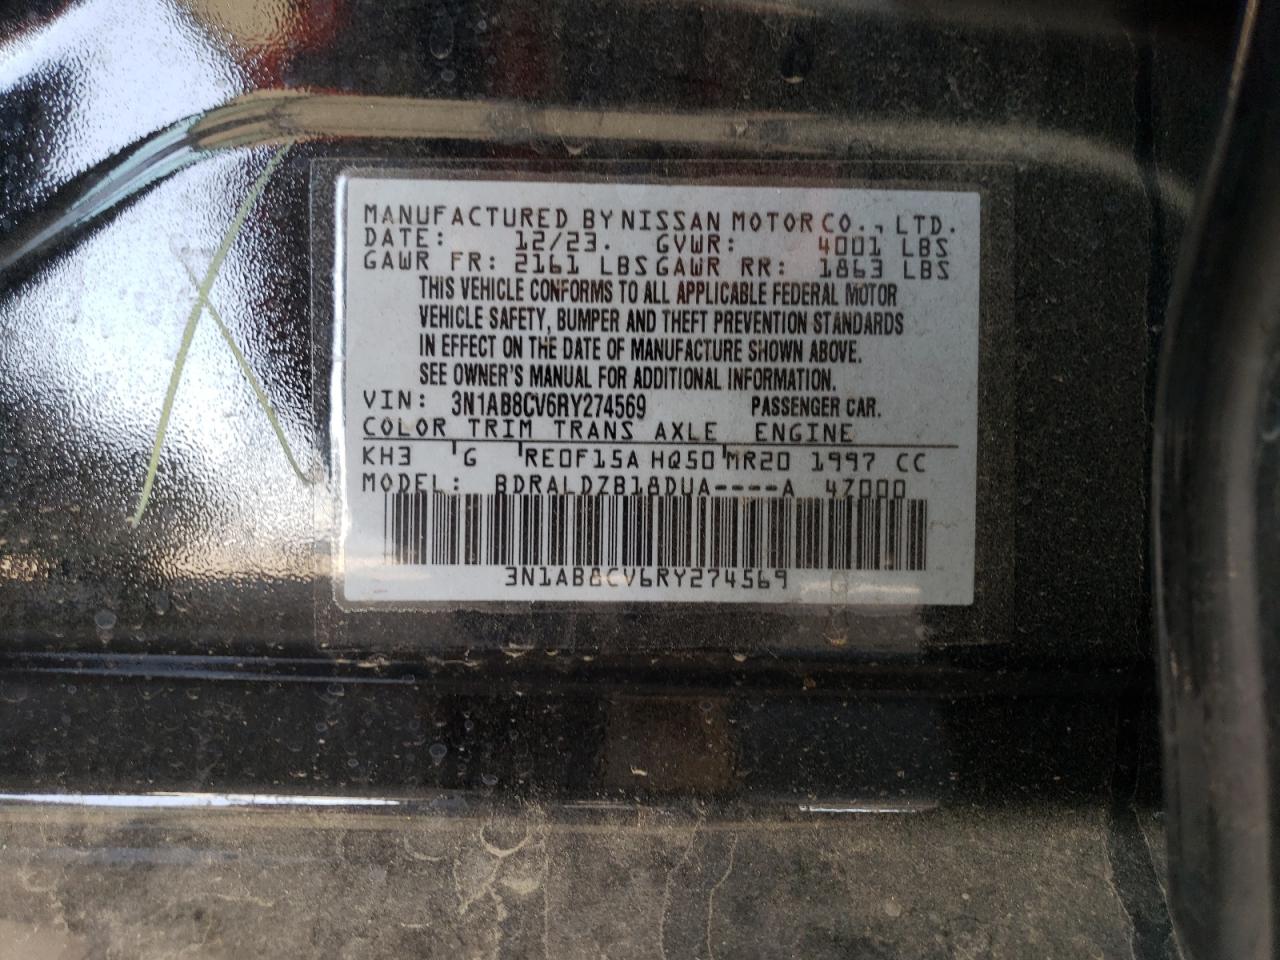 MANUFACTURED BY NISSAN MOTOR CO., LTD.
DATE: 12/23. GVWR: 4001 LBS
GAWR FR: 2161 LBS GAWR RR: 1863 LBS
THIS VEHICLE CONFORMS TO ALL APPLICABLE FEDERAL MOTOR
VEHICLE SAFETY, BUMPER AND THEFT PREVENTION STANDARDS
IN EFFECT ON THE DATE OF MANUFACTURE SHOWN ABOVE.
SEE OWNER'S MANUAL FOR ADDITIONAL INFORMATION.
VIN: 3N1AB8CV6RY274569 PASSENGER CAR.
COLOR TRIM TRANS AXLE ENGINE
KH3 G RE0F15A HQ50 MR20 1997 CC
MODEL: BDRALDZB18DUA----A 47000
3N1AB8CV6RY274569